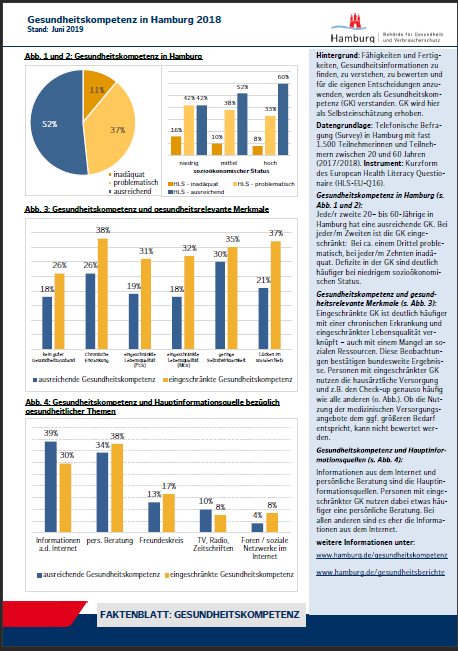 Gesundheitskompetenz in Hamburg 2018
Stand: Juni 2019
Hamburg
Behörde für Gesundheit
und Verbraucherschutz
Abb. 1 und 2: Gesundheitskompetenz in Hamburg
11%
37%
52%
inadäquat
problematisch
ausreichend
16%
42%
42%
10%
38%
52%
8%
33%
60%
niedrig mittel hoch
sozioökonomischer Status
HLS - inadäquat
HLS - problematisch
HLS - ausreichend
Abb. 3: Gesundheitskompetenz und gesundheitsrelevante Merkmale
18%
26%
26%
38%
19%
31%
18%
32%
30%
35%
21%
37%
kein guter
Gesundheitszustand
Chronische
Erkrankung
eingeschränkte
Lebensqualität
(PCS)
eingeschränkte
Lebensqualität
(MCS)
geringe
Selbstwirksamkeit
Lücken im
sozialen Netz
ausreichende Gesundheitskompetenz
eingeschränkte Gesundheitskompetenz
Abb. 4: Gesundheitskompetenz und Hauptinformationsquelle bezüglich
gesundheitlicher Themen
39%
30%
34%
38%
13%
17%
10%
8%
4%
8%
Informationen
a.d. Internet
pers. Beratung
Freundeskreis
TV, Radio,
Zeitschriften
Foren / soziale
Netzwerke im
Internet
ausreichende Gesundheitskompetenz
eingeschränkte Gesundheitskompetenz
Hintergrund: Fähigkeiten und Fertig-
keiten, Gesundheitsinformationen zu
finden, zu verstehen, zu bewerten und
für die eigenen Entscheidungen anzu-
wenden, werden als Gesundheitskom-
petenz (GK) verstanden. GK wird hier
als Selbsteinschätzung erhoben.
Datengrundlage: Telefonische Befra-
gung (Survey) in Hamburg mit fast
1.500 Teilnehmerinnen und Teilneh-
mern zwischen 20 und 60 Jahren
(2017/2018). Instrument: Kurzform
des European Health Literacy Questio-
naire (HLS-EU-Q16).
Gesundheitskompetenz in Hamburg (s.
Abb. 1 und 2):
Jede/r zweite 20- bis 60-Jährige in
Hamburg hat eine ausreichende GK. Bei
jeder/m Zweiten ist die GK einge-
schränkt: Bei ca. einem Drittel proble-
matisch, bei jeder/m Zehnten inadä-
quat. Defizite in der GK sind deutlich
häufiger bei niedrigem sozioökonomi-
schen Status.
Gesundheitskompetenz und gesund-
heitsrelevante Merkmale (s. Abb. 3):
Eingeschränkte GK ist deutlich häufiger
mit einer chronischen Erkrankung und
eingeschränkter Lebensqualität ver-
knüpft – auch mit einem Mangel an so-
zialen Ressourcen. Diese Beobachtun-
gen bestätigen bundesweite Ergebnis-
se. Personen mit eingeschränkter GK
nutzen die hausärztliche Versorgung
und z.B. den Check-up genauso häufig
wie alle anderen (o. Abb.). Ob die Nut-
zung der medizinischen Versorgungs-
angebote dem ggf. größeren Bedarf
entspricht, kann nicht bewertet wer-
den.
Gesundheitskompetenz und Hauptinfor-
mationsquellen (s. Abb. 4):
Informationen aus dem Internet und
persönliche Beratung sind die Hauptin-
formationsquellen. Personen mit einge-
schränkter GK nutzen dabei etwas häu-
figer eine persönliche Beratung. Bei
allen anderen sind es eher die Informa-
tionen aus dem Internet.
weitere Informationen unter:
www.hamburg.de/gesundheitskompetenz
www.hamburg.de/gesundheitsberichte
FAKTENBLATT: GESUNDHEITSKOMPETENZ